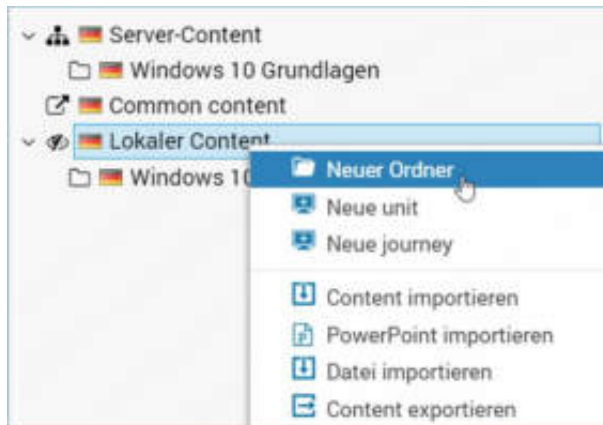 Server-Content
Windows 10 Grundlagen
Common content
Lokaler Content
Windows 10
Neuer Ordner
Neue unit
Neue journey
Content importieren
PowerPoint importieren
Datei importieren
Content exportieren